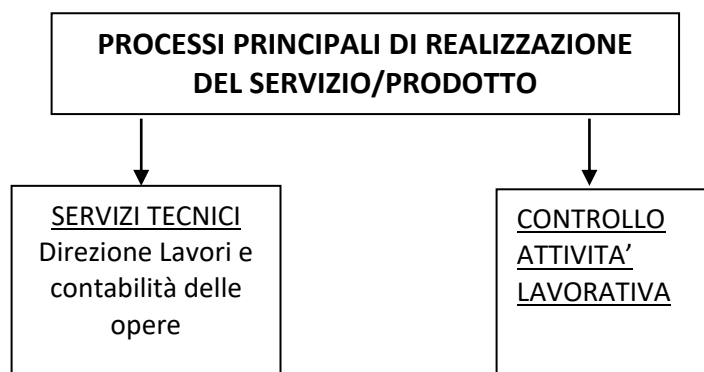 PROCESSI PRINCIPALI DI REALIZZAZIONE
DEL SERVIZIO/PRODOTTO
SERVIZI TECNICI
Direzione Lavori e
contabilità delle
opere
CONTROLLO
ATTIVITA’
LAVORATIVA